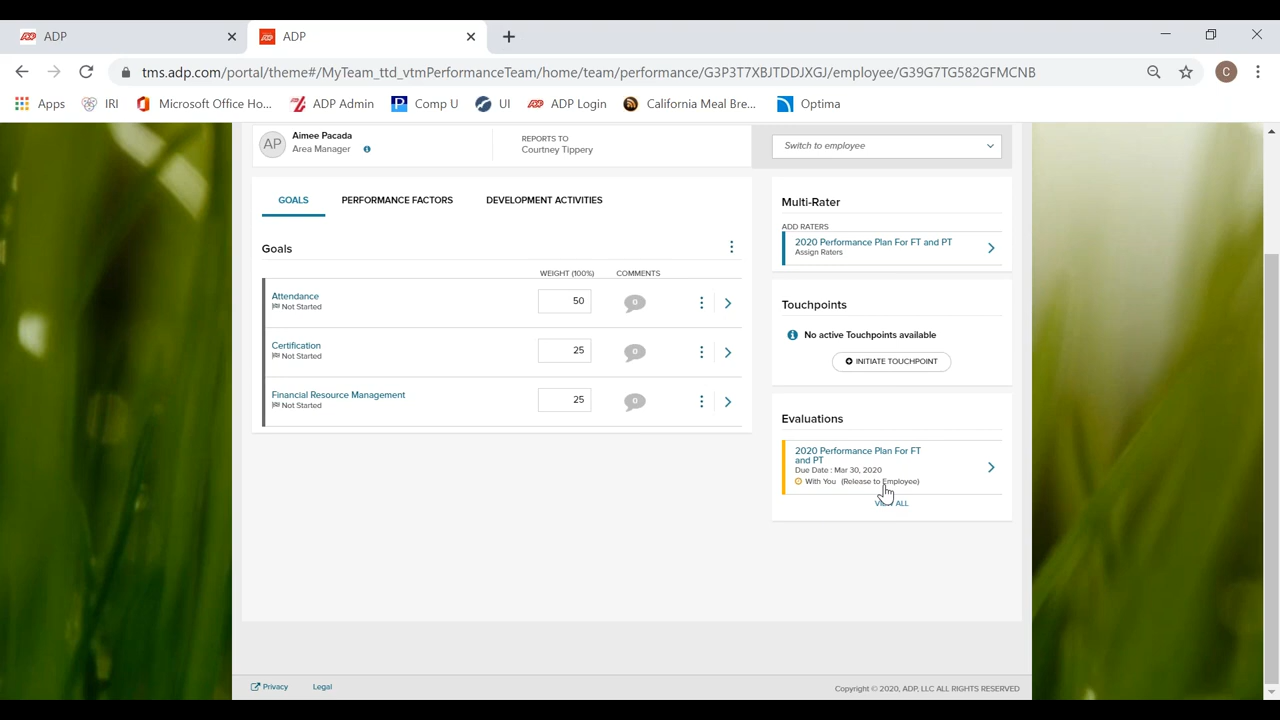 ADP
ADP
tms.adp.com/portal/theme#/MyTeam_ttd_vtmPerformanceTeam/home/team/performance/G3P3T7XBJTDDJXGJ/employee/G39G7TG582GFMCNB
C
Apps
IRI
Microsoft Office Ho...
ADP Admin
Comp U
UI
ADP Login
California Meal Bre...
Optima
AP
Aimee Pacada
Area Manager
REPORTS TO
Courtney Tippery
Switch to employee
GOALS
PERFORMANCE FACTORS
DEVELOPMENT ACTIVITIES
Goals
WEIGHT (100%)
COMMENTS
Attendance
Not Started
50
0
Certification
Not Started
25
0
Financial Resource Management
Not Started
25
0
Multi-Rater
ADD RATERS
2020 Performance Plan For FT and PT
Assign Raters
Touchpoints
No active Touchpoints available
INITIATE TOUCHPOINT
Evaluations
2020 Performance Plan For FT
and PT
Due Date : Mar 30, 2020
With You (Release to Employee)
ALL
Privacy
Legal
Copyright © 2020, ADP, LLC ALL RIGHTS RESERVED